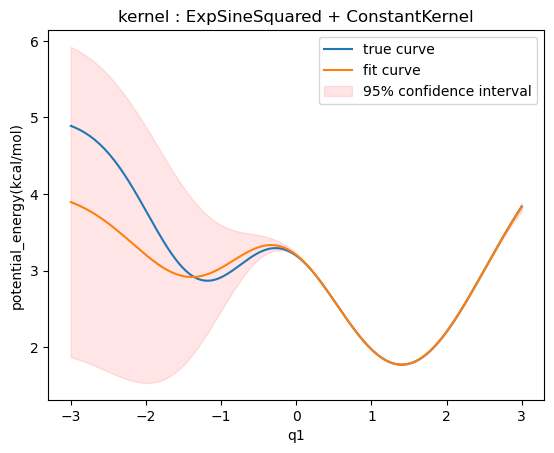 kernel : ExpSineSquared + ConstantKernel
true curve
fit curve
95% confidence interval
potential_energy(kcal/mol)
6
5
4
3
2
−3
−2
−1
0
1
2
3
q1